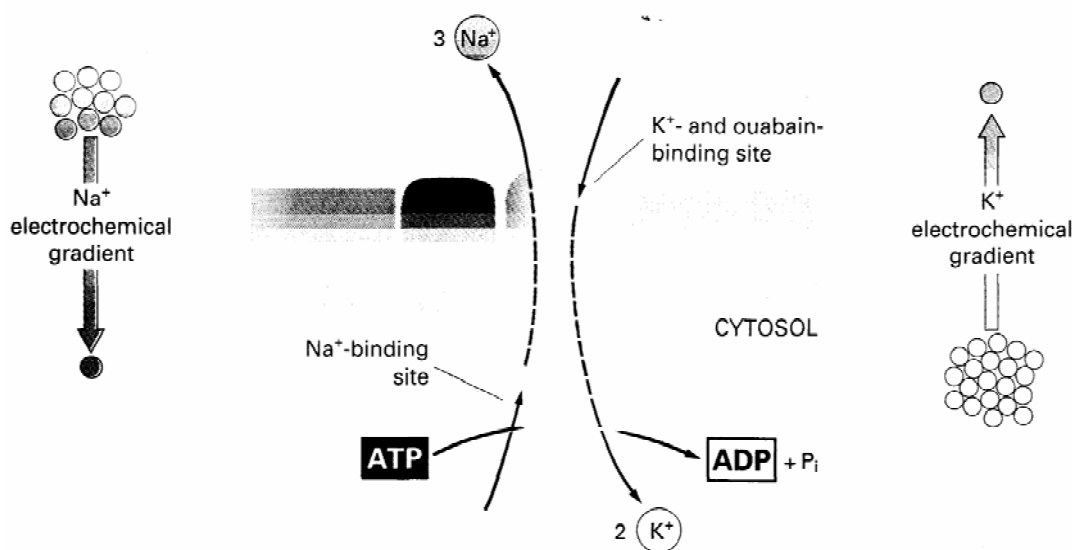 3 Na⁺
K⁺- and ouabain-
binding site
Na⁺
electrochemical
gradient
K⁺
electrochemical
gradient
CYTOSOL
Na⁺-binding
site
ATP
ADP + Pᵢ
2 K⁺